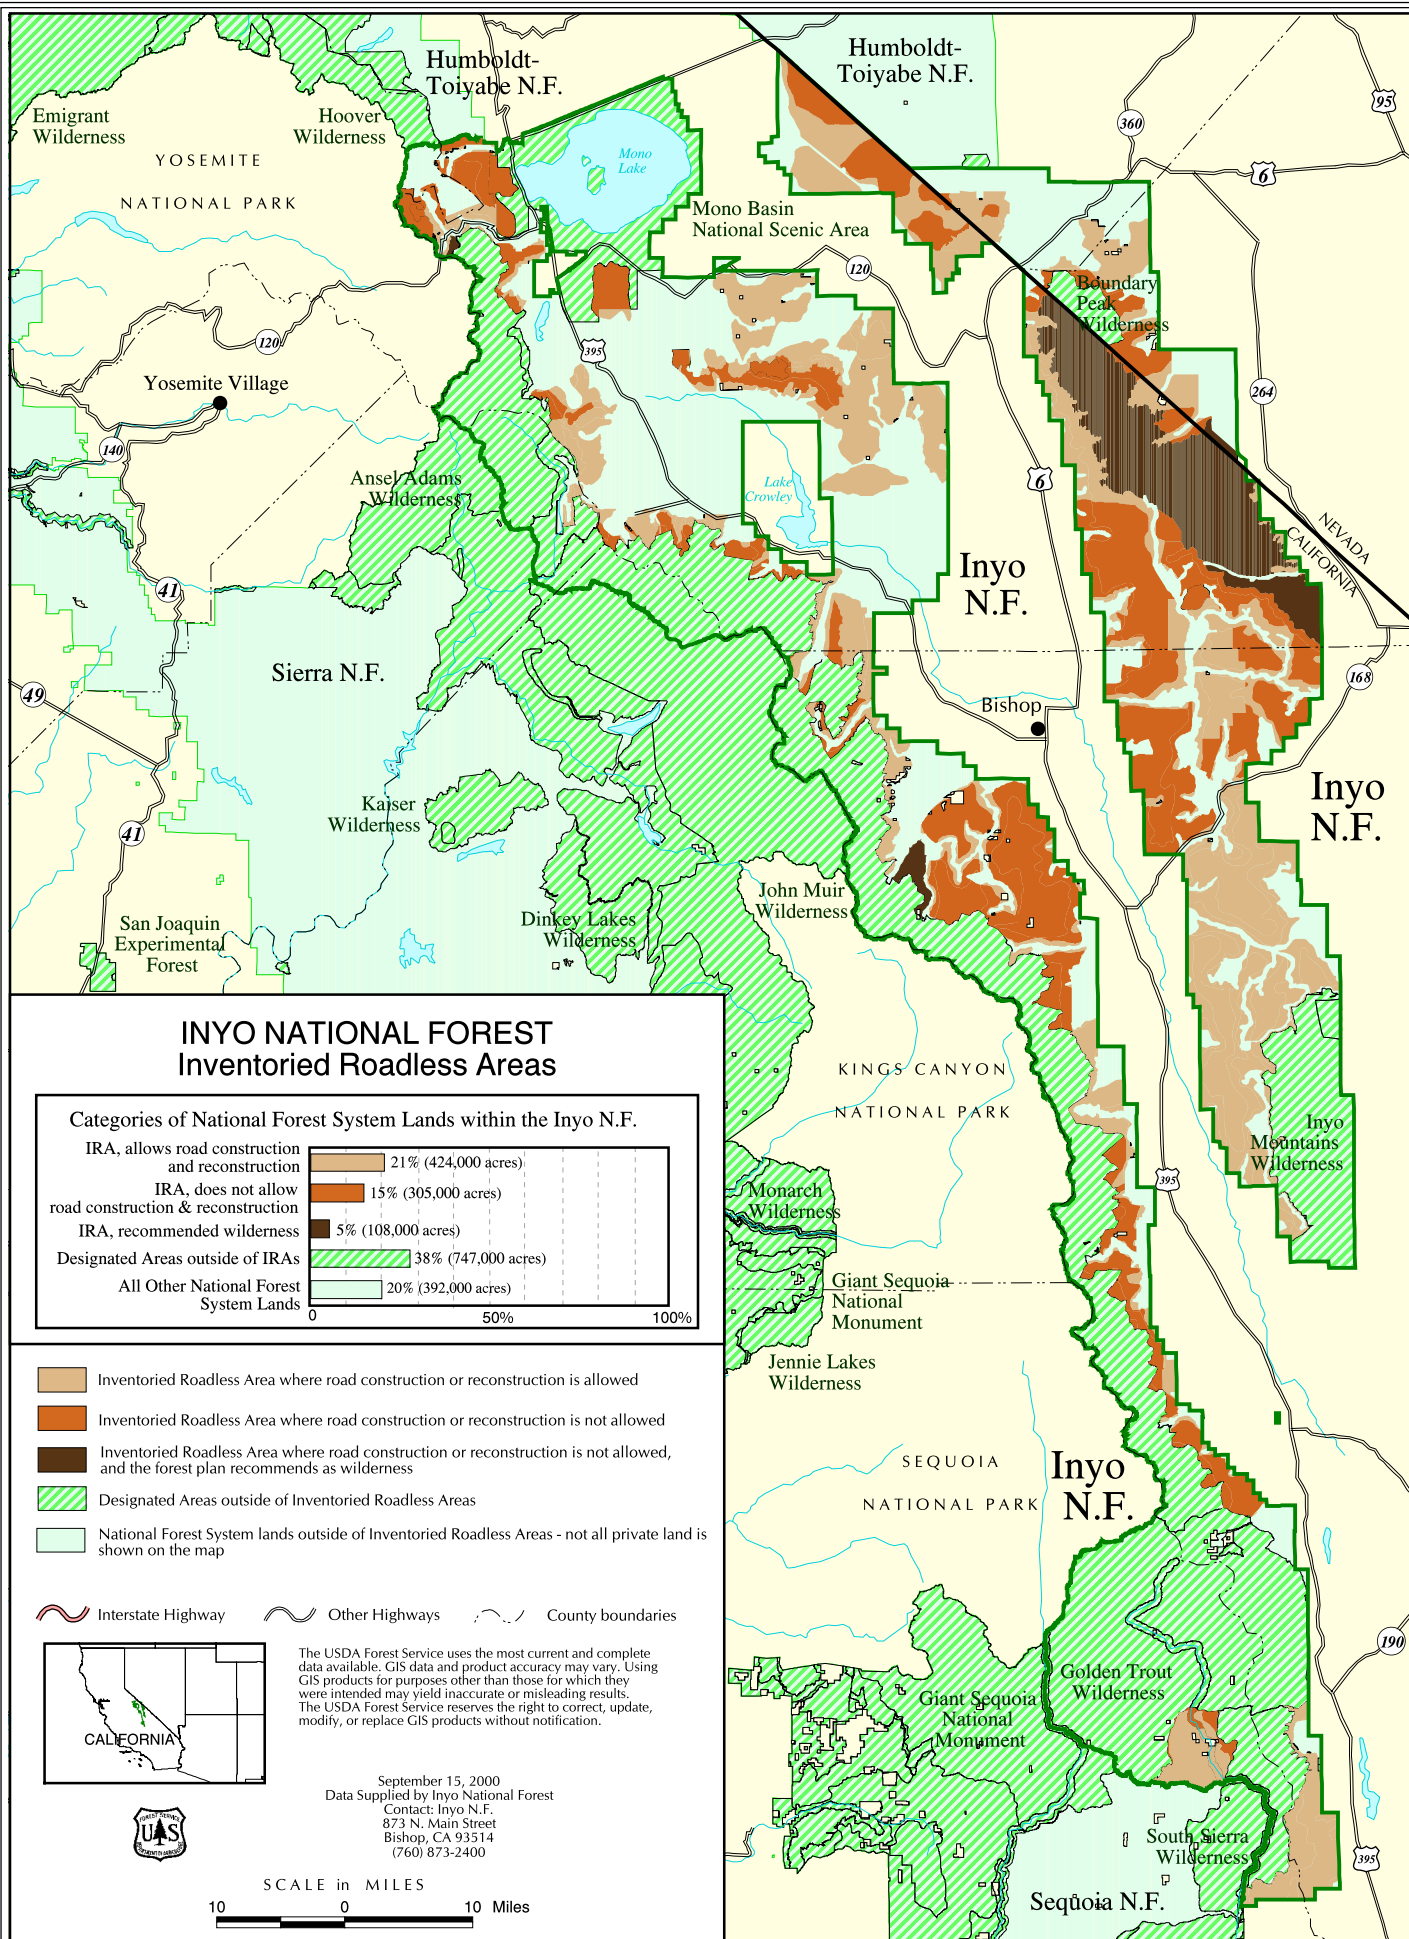 Humboldt-
Toiyabe N.F.
Humboldt-
Toiyabe N.F.
95
360
6
Emigrant
Wilderness
Hoover
Wilderness
YOSEMITE
NATIONAL PARK
Mono
Lake
Mono Basin
National Scenic Area
120
Boundary
Peak
Wilderness
120
395
264
Yosemite Village
140
6
Ansel Adams
Wilderness
Lake
Crowley
NEVADA
CALIFORNIA
Inyo
N.F.
41
Sierra N.F.
168
49
Bishop
Inyo
N.F.
Kaiser
Wilderness
41
John Muir
Wilderness
San Joaquin
Experimental
Forest
Dinkey Lakes
Wilderness
KINGS CANYON
NATIONAL PARK
Inyo
Mountains
Wilderness
395
Monarch
Wilderness
Giant Sequoia
National
Monument
Jennie Lakes
Wilderness
SEQUOIA
NATIONAL PARK
Inyo
N.F.
190
Golden Trout
Wilderness
Giant Sequoia
National
Monument
South Sierra
Wilderness
395
Sequoia N.F.
INYO NATIONAL FOREST
Inventoried Roadless Areas
Categories of National Forest System Lands within the Inyo N.F.
IRA, allows road construction
and reconstruction
21% (424,000 acres)
IRA, does not allow
road construction & reconstruction
15% (305,000 acres)
IRA, recommended wilderness
5% (108,000 acres)
Designated Areas outside of IRAs
38% (747,000 acres)
All Other National Forest
System Lands
20% (392,000 acres)
0 50% 100%
Inventoried Roadless Area where road construction or reconstruction is allowed
Inventoried Roadless Area where road construction or reconstruction is not allowed
Inventoried Roadless Area where road construction or reconstruction is not allowed,
and the forest plan recommends as wilderness
Designated Areas outside of Inventoried Roadless Areas
National Forest System lands outside of Inventoried Roadless Areas - not all private land is
shown on the map
Interstate Highway
Other Highways
County boundaries
CALIFORNIA
The USDA Forest Service uses the most current and complete
data available. GIS data and product accuracy may vary. Using
GIS products for purposes other than those for which they
were intended may yield inaccurate or misleading results.
The USDA Forest Service reserves the right to correct, update,
modify, or replace GIS products without notification.
September 15, 2000
Data Supplied by Inyo National Forest
Contact: Inyo N.F.
873 N. Main Street
Bishop, CA 93514
(760) 873-2400
FOREST SERVICE
U S
DEPARTMENT OF AGRICULTURE
SCALE in MILES
10 0 10 Miles